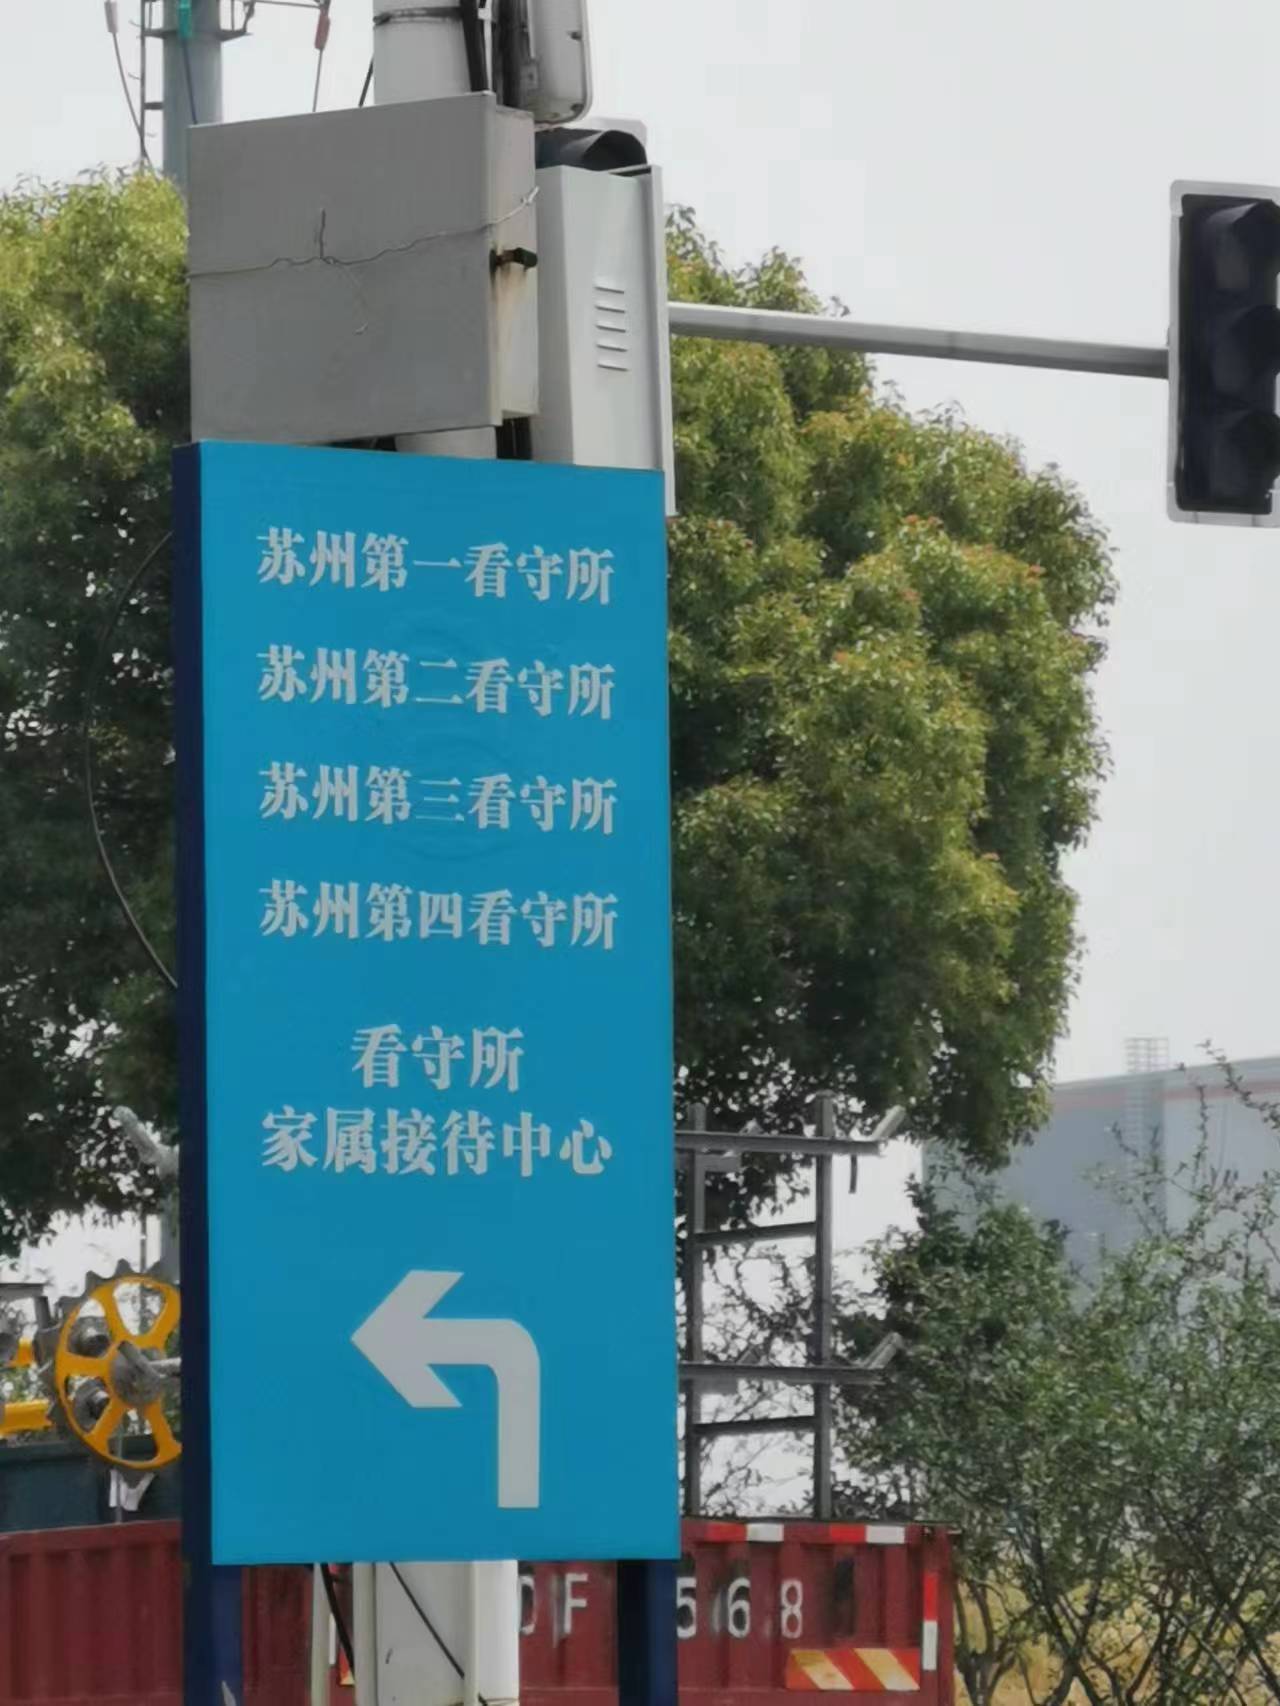 苏州第一看守所
苏州第二看守所
苏州第三看守所
苏州第四看守所
看守所
家属接待中心
F 568